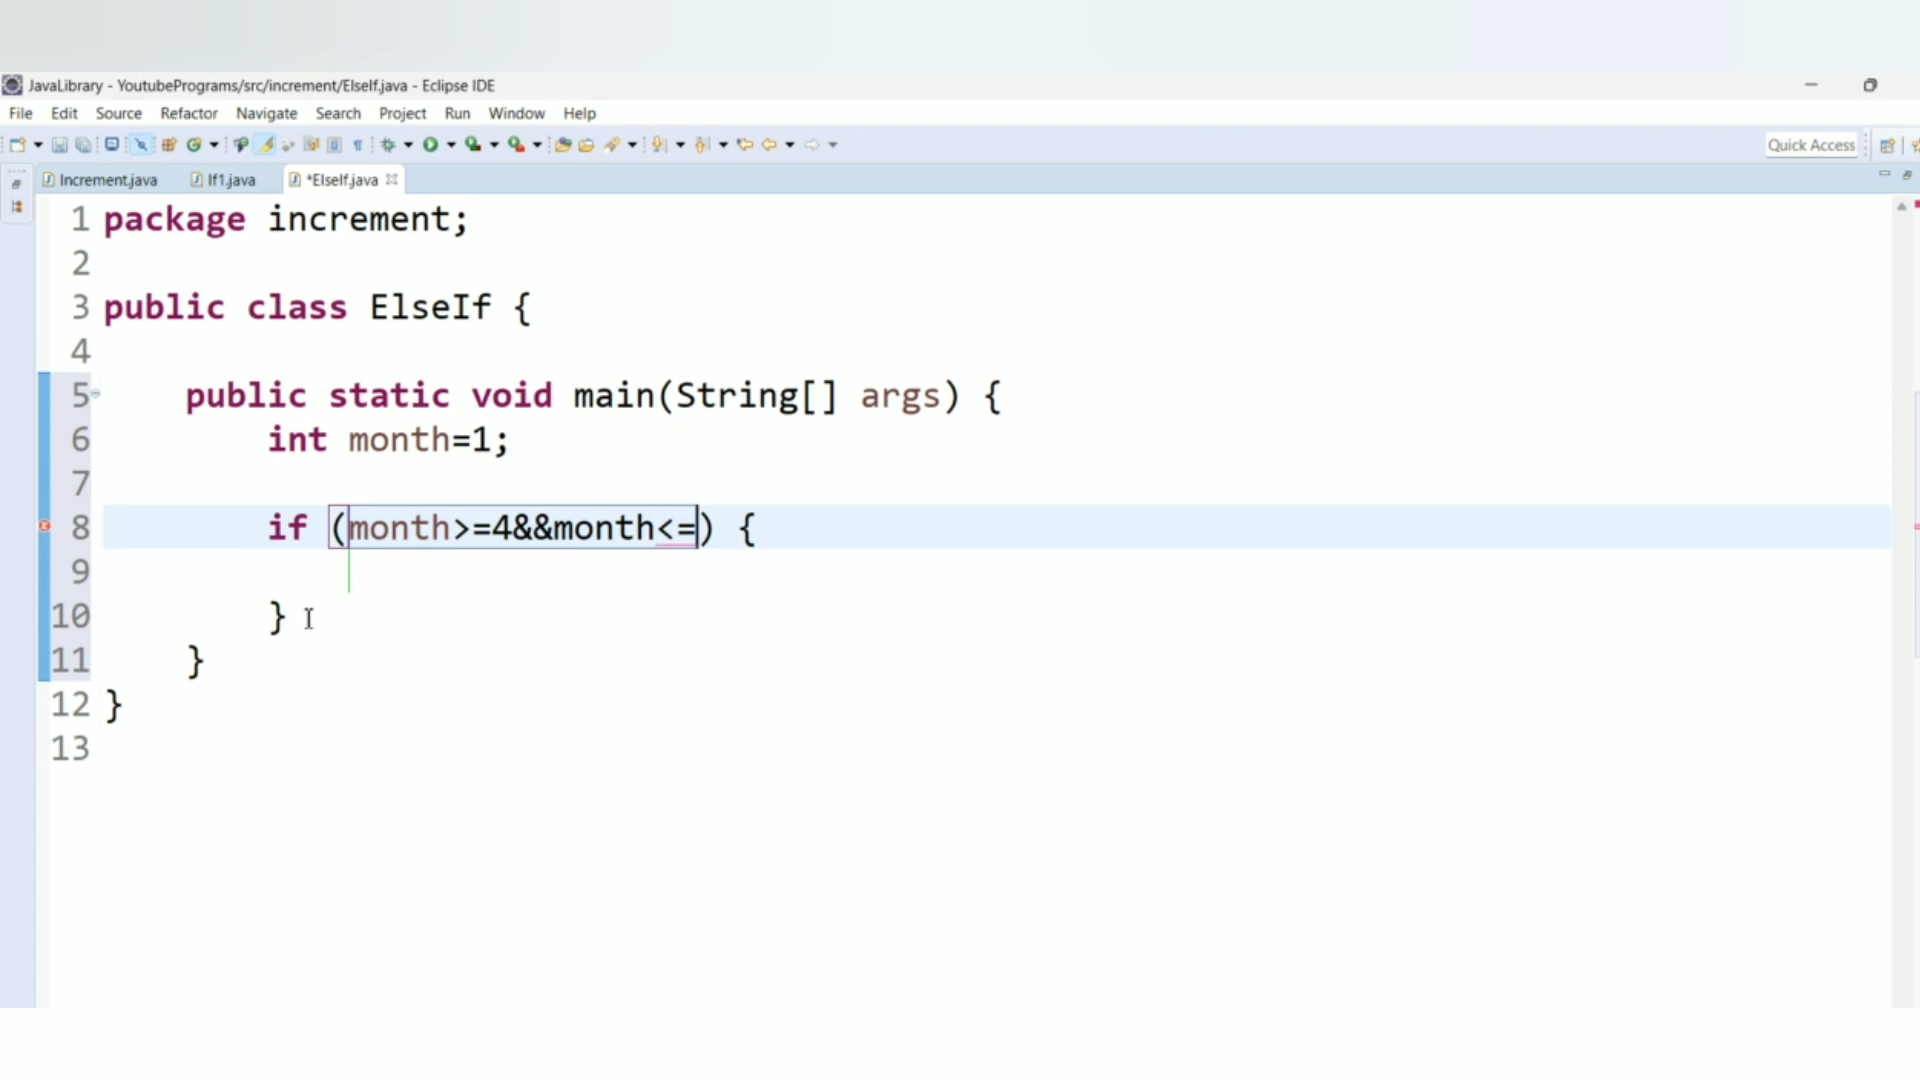 JavaLibrary - YoutubePrograms/src/increment/ElseIf.java - Eclipse IDE
File Edit Source Refactor Navigate Search Project Run Window Help
Quick Access
Increment.java If1.java *ElseIf.java
1 package increment;
2
3 public class ElseIf {
4
5 public static void main(String[] args) {
6 int month=1;
7
8 if (month>=4&&month<=) {
9
10 }
11 }
12 }
13